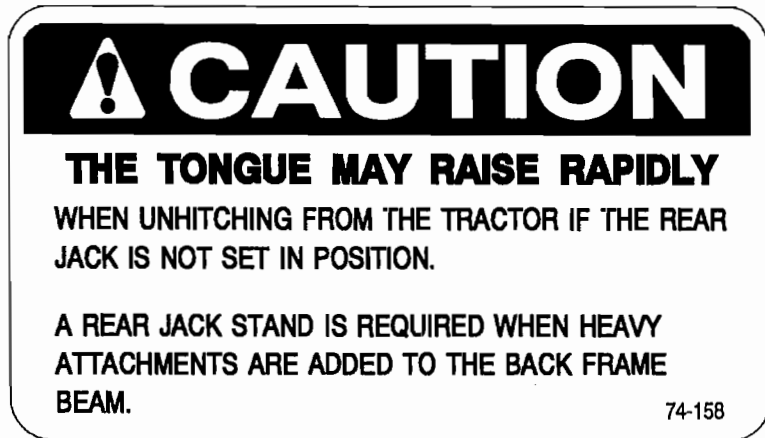 CAUTION
THE TONGUE MAY RAISE RAPIDLY
WHEN UNHITCHING FROM THE TRACTOR IF THE REAR
JACK IS NOT SET IN POSITION.
A REAR JACK STAND IS REQUIRED WHEN HEAVY
ATTACHMENTS ARE ADDED TO THE BACK FRAME
BEAM.
74-158